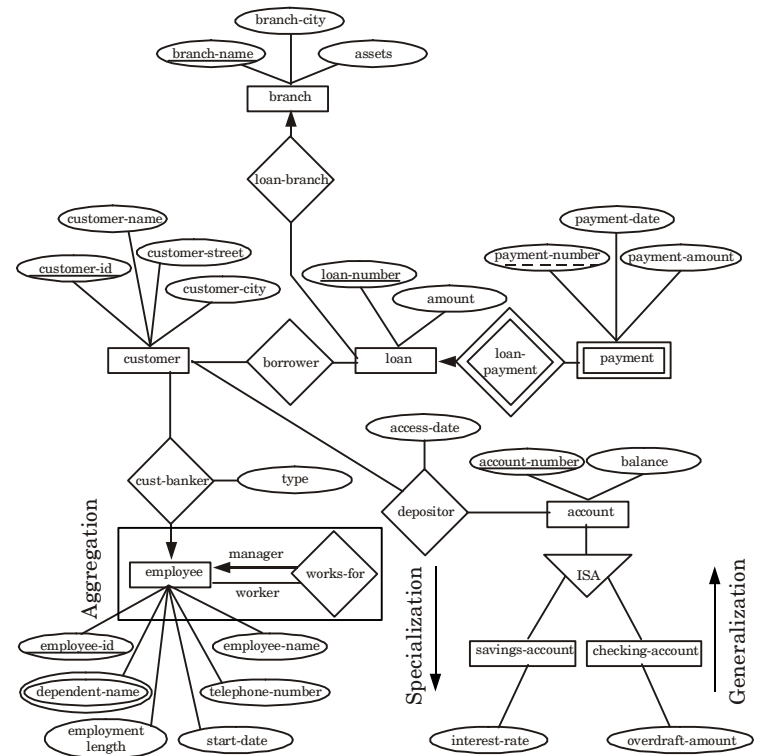 branch-city
branch-name
assets
branch
loan-branch
customer-name
payment-date
customer-street
customer-id
loan-number
payment-number
payment-amount
customer-city
amount
customer
borrower
loan
loan-
payment
payment
access-date
cust-banker
type
account-number
balance
depositor
account
Aggregation
employee
manager
works-for
worker
ISA
Specialization
Generalization
employee-id
employee-name
savings-account
checking-account
dependent-name
telephone-number
employment
length
start-date
interest-rate
overdraft-amount